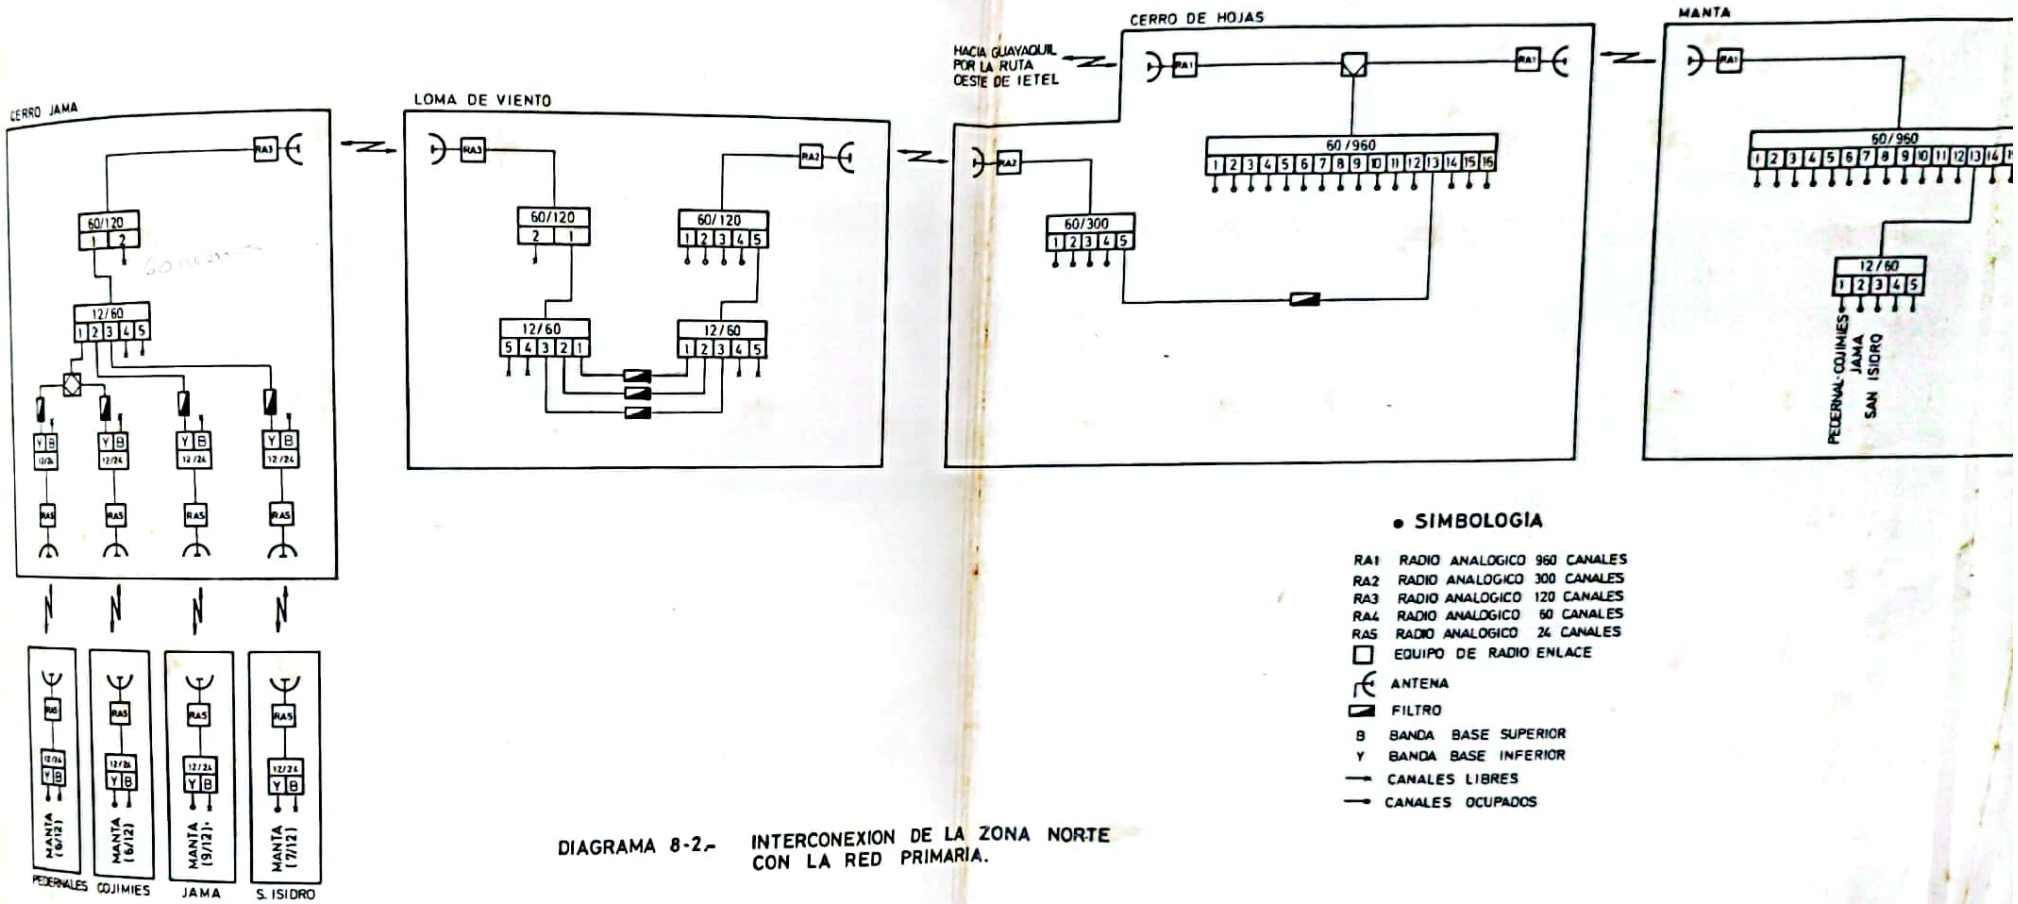 CERRO JAMA
RA3
60/120
1 2
12/60
1 2 3 4 5
Y B
12/24
RA5
Y B
12/24
RA5
Y B
12/24
RA5
Y B
12/24
RA5
RA5
12/24
Y B
MANTA
(6/12)
PEDERNALES
RA5
12/24
Y B
MANTA
(6/12)
COJIMIES
RA5
12/24
Y B
MANTA
(9/12)
JAMA
RA5
12/24
Y B
MANTA
(7/12)
S. ISIDRO
LOMA DE VIENTO
RA3
60/120
2 1
12/60
5 4 3 2 1
RA2
60/120
1 2 3 4 5
12/60
1 2 3 4 5
HACIA GUAYAQUIL
POR LA RUTA
OESTE DE IETEL
CERRO DE HOJAS
RA1
RA1
60/960
1 2 3 4 5 6 7 8 9 10 11 12 13 14 15 16
RA2
60/300
1 2 3 4 5
MANTA
RA1
60/960
1 2 3 4 5 6 7 8 9 10 11 12 13 14
12/60
1 2 3 4 5
PEDERNAL-COJIMIES
JAMA
SAN ISIDRO
• SIMBOLOGIA
RA1 RADIO ANALOGICO 960 CANALES
RA2 RADIO ANALOGICO 300 CANALES
RA3 RADIO ANALOGICO 120 CANALES
RA4 RADIO ANALOGICO 60 CANALES
RA5 RADIO ANALOGICO 24 CANALES
EQUIPO DE RADIO ENLACE
ANTENA
FILTRO
B BANDA BASE SUPERIOR
Y BANDA BASE INFERIOR
CANALES LIBRES
CANALES OCUPADOS
DIAGRAMA 8-2.- INTERCONEXION DE LA ZONA NORTE
CON LA RED PRIMARIA.